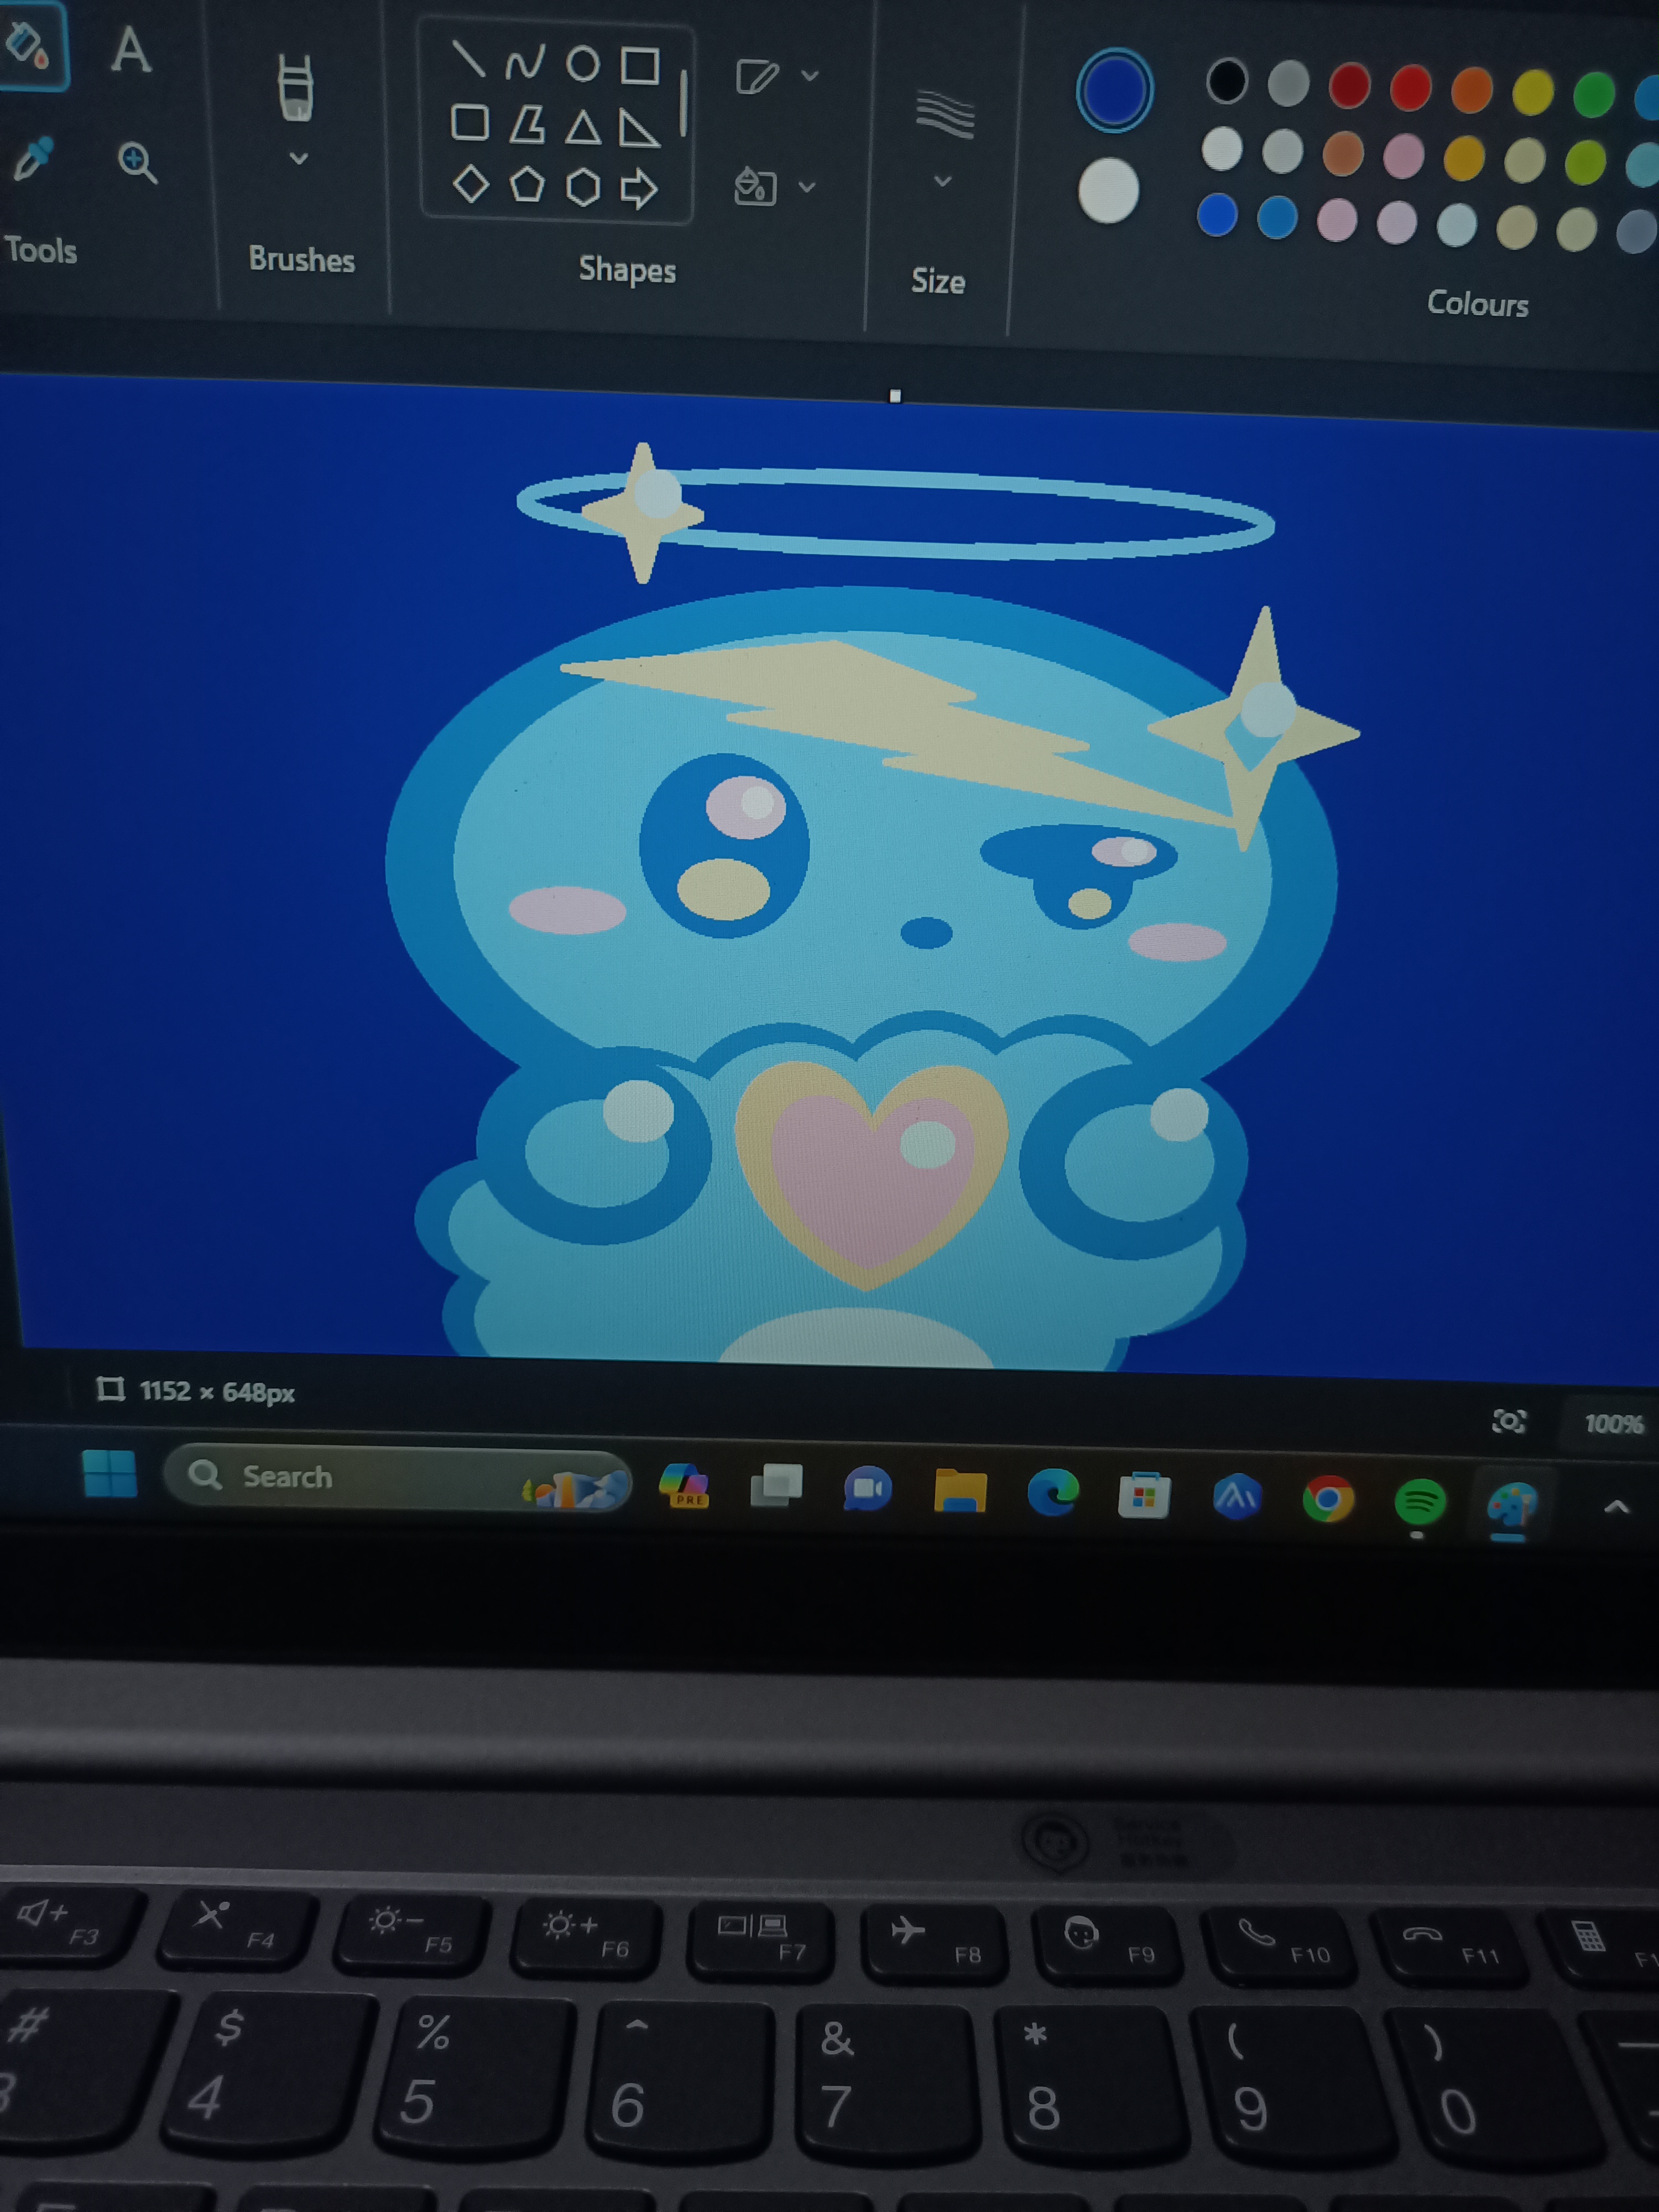 A
Tools
Brushes
Shapes
Size
Colours
1152 × 648px
100%
Search
PRE
F3
F4
F5
F6
F7
F8
F9
F10
F11
# $ % ^ & * ( )
3 4 5 6 7 8 9 0